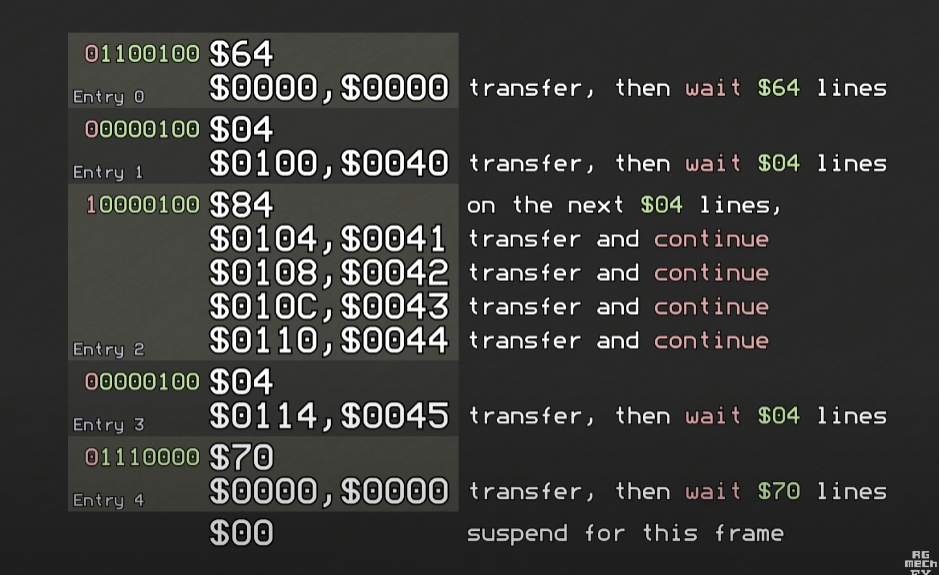 01100100 $64
Entry 0 $0000,$0000 transfer, then wait $64 lines
00000100 $04
Entry 1 $0100,$0040 transfer, then wait $04 lines
10000100 $84 on the next $04 lines,
$0104,$0041 transfer and continue
$0108,$0042 transfer and continue
$010C,$0043 transfer and continue
Entry 2 $0110,$0044 transfer and continue
00000100 $04
Entry 3 $0114,$0045 transfer, then wait $04 lines
01110000 $70
Entry 4 $0000,$0000 transfer, then wait $70 lines
$00 suspend for this frame
RG
mech